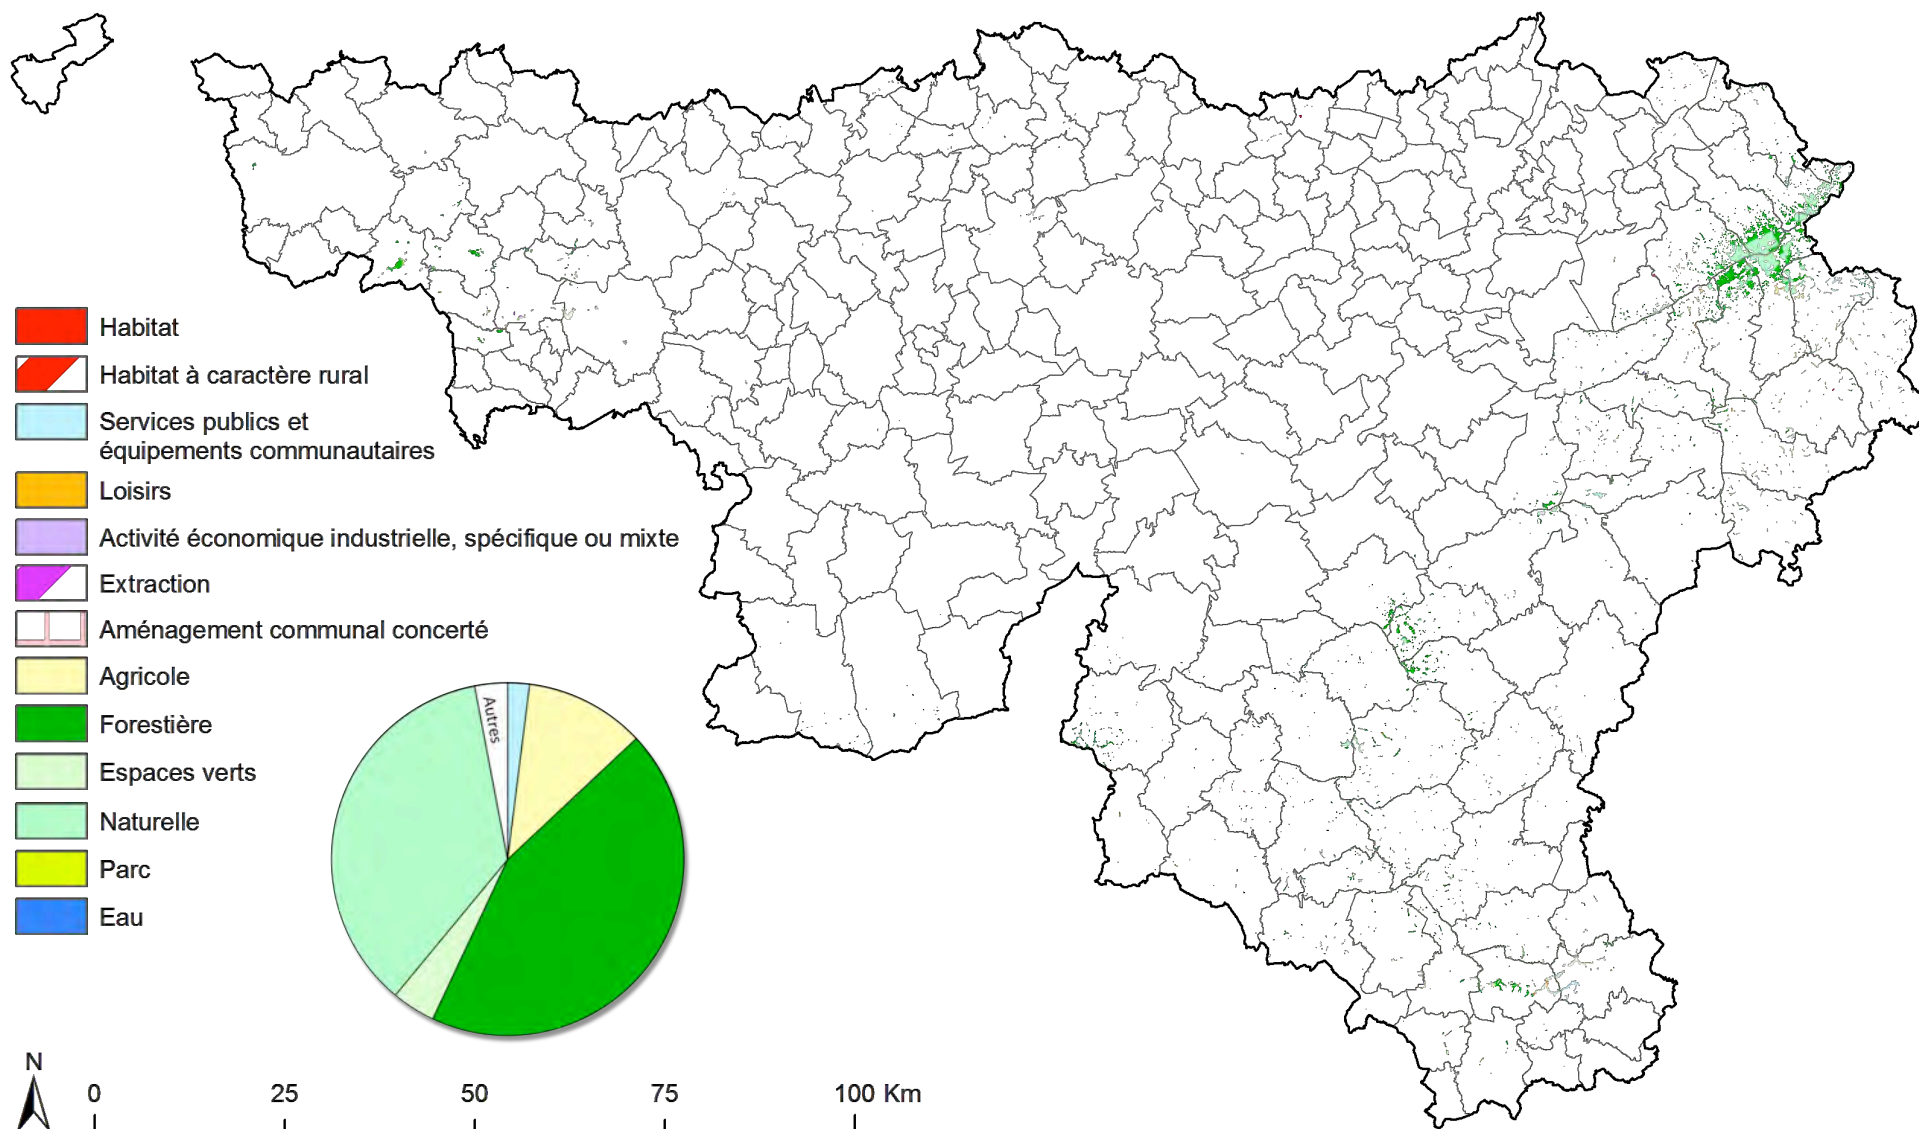 Habitat
Habitat à caractère rural
Services publics et
équipements communautaires
Loisirs
Activité économique industrielle, spécifique ou mixte
Extraction
Aménagement communal concerté
Agricole
Forestière
Espaces verts
Naturelle
Parc
Eau
Autres
N
0 25 50 75 100 Km